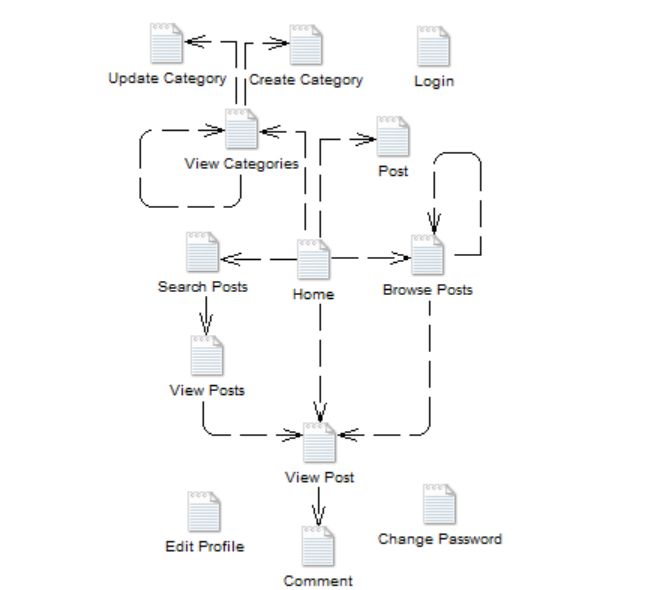 Update Category
Create Category
Login
View Categories
Post
Search Posts
Home
Browse Posts
View Posts
View Post
Edit Profile
Change Password
Comment